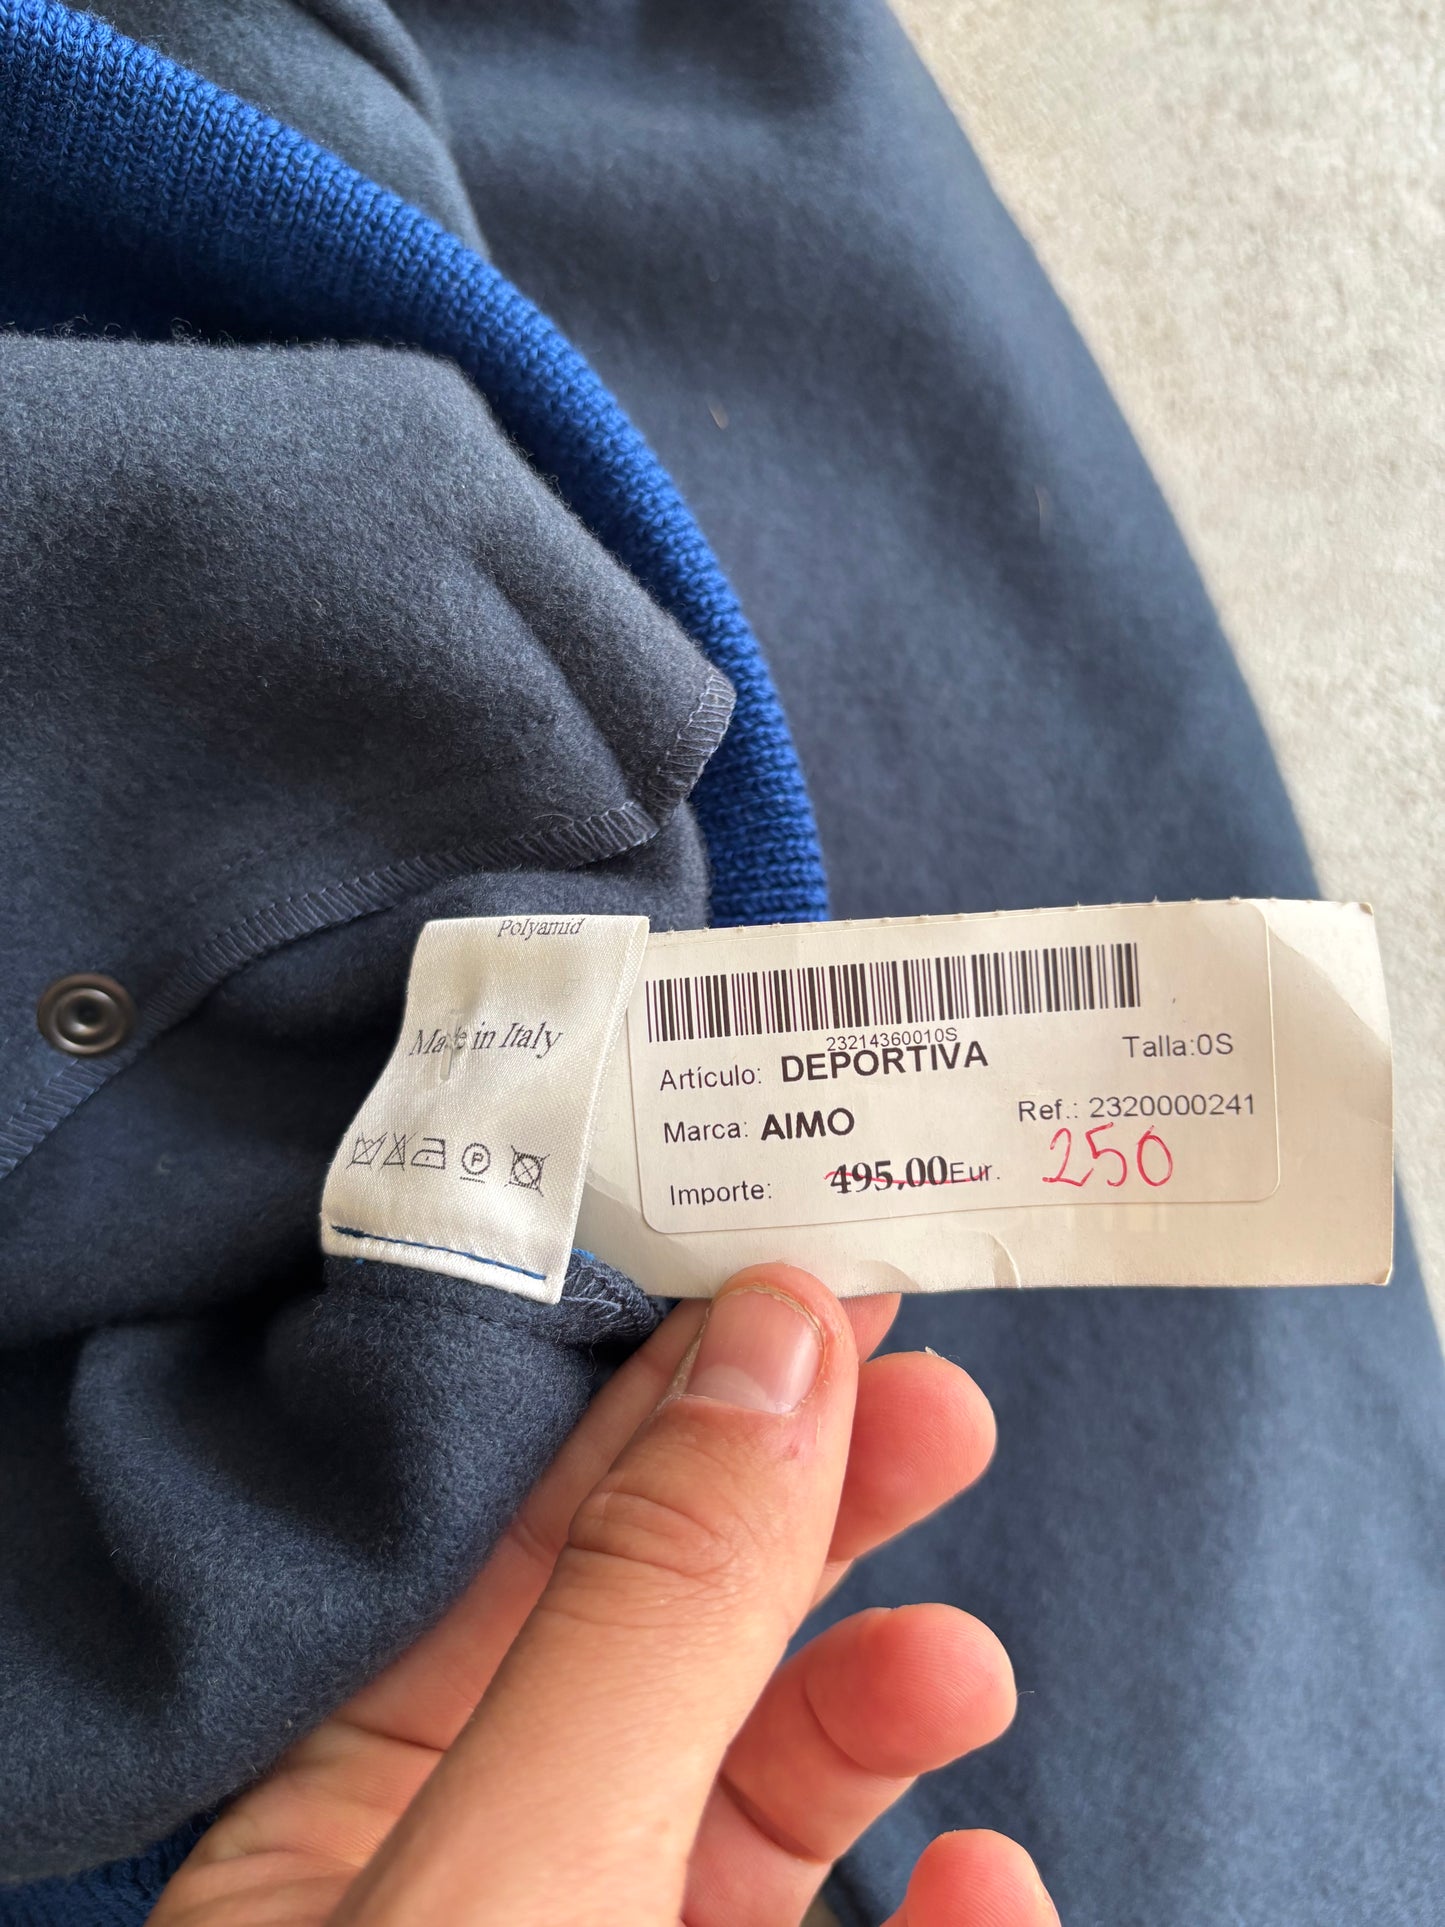 Polyamid
Made in Italy
P
23214360010S
Artículo: DEPORTIVA
Talla:0S
Marca: AIMO
Ref.: 2320000241
Importe: 495,00Eur.
250